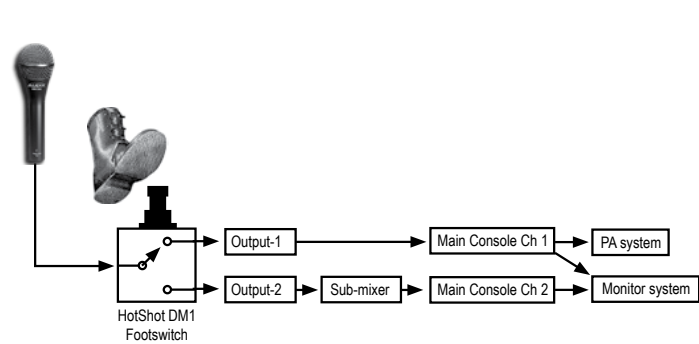 Output-1
Main Console Ch 1
PA system
Output-2
Sub-mixer
Main Console Ch 2
Monitor system
HotShot DM1
Footswitch